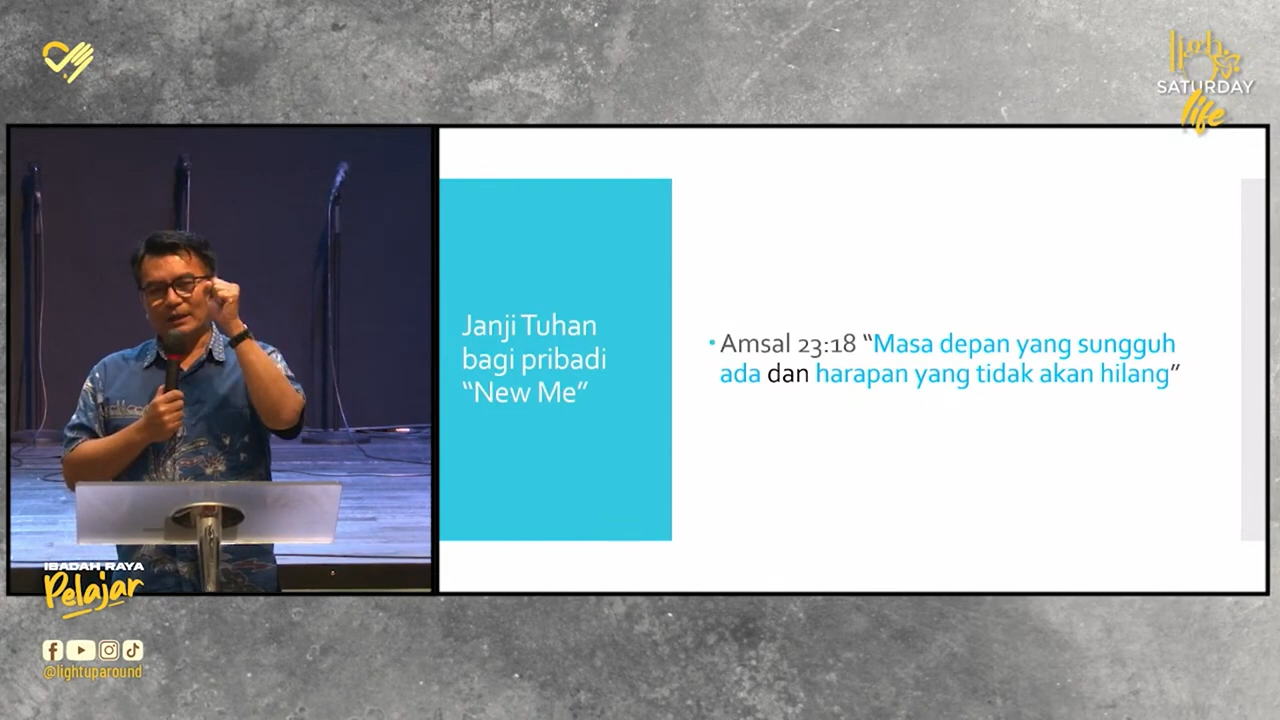 SATURDAY
life
Janji Tuhan
bagi pribadi
“New Me”
• Amsal 23:18 “Masa depan yang sungguh
ada dan harapan yang tidak akan hilang”
IBADAH RAYA
Pelajar
@lightuparound